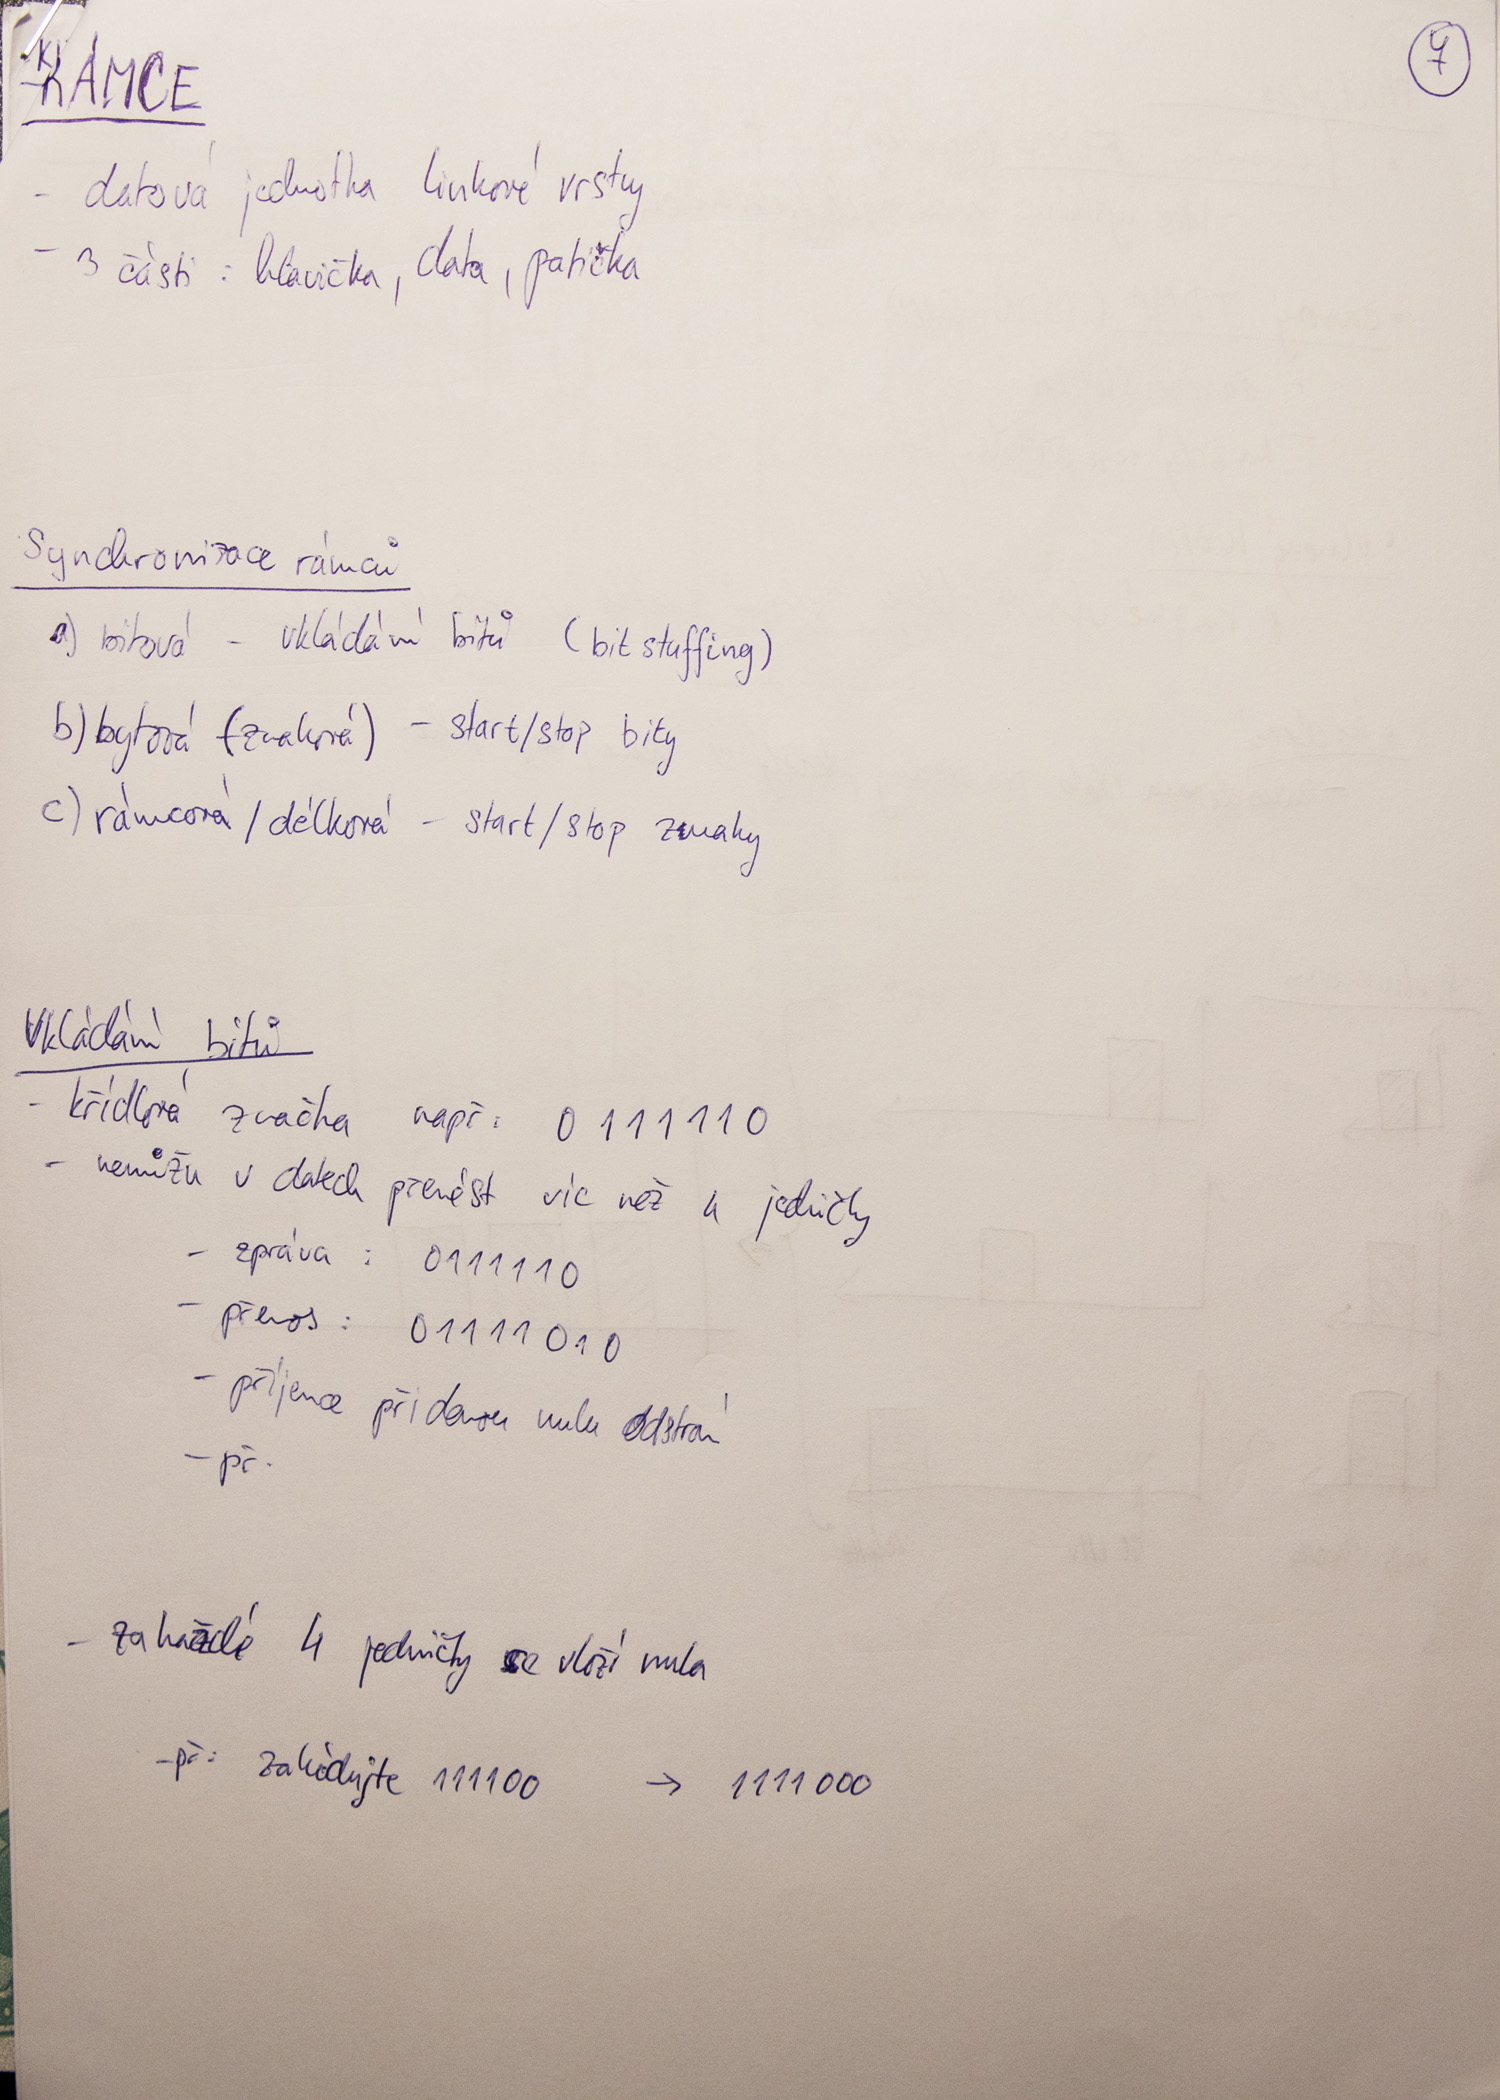 7
RÁMCE
- datová jednotka linkové vrstvy
- 3 části : hlavička, data, patička
Synchronizace rámců
a) bitová - vkládání bitů (bit stuffing)
b) bytová (znaková) - start/stop bity
c) rámcová/délková - start/stop znaky
Vkládání bitů
- křídlová značka např: 0111110
- nemůžu v datech přenést víc než 4 jedničky
- zpráva : 0111110
- přenos : 01111010
- příjemce přidanou nulu odstraní
- př.
- za každé 4 jedničky se vloží nula
- př: zakódujte 111100 → 1111000